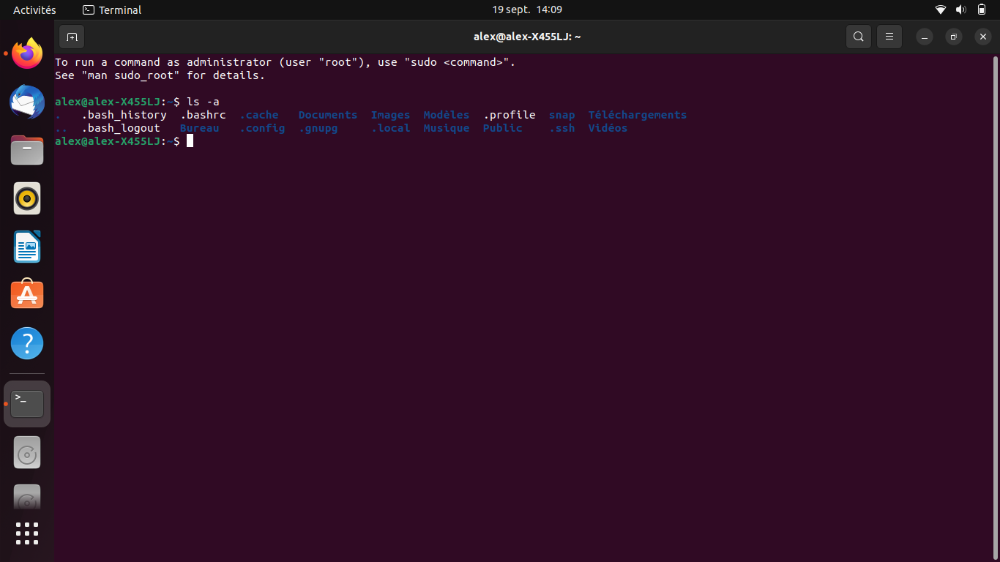 Activités Terminal 19 sept. 14:09
alex@alex-X455LJ: ~
To run a command as administrator (user "root"), use "sudo <command>".
See "man sudo_root" for details.
alex@alex-X455LJ:~$ ls -a
. .bash_history .bashrc .cache Documents Images Modèles .profile snap Téléchargements
.. .bash_logout Bureau .config .gnupg .local Musique Public .ssh Vidéos
alex@alex-X455LJ:~$